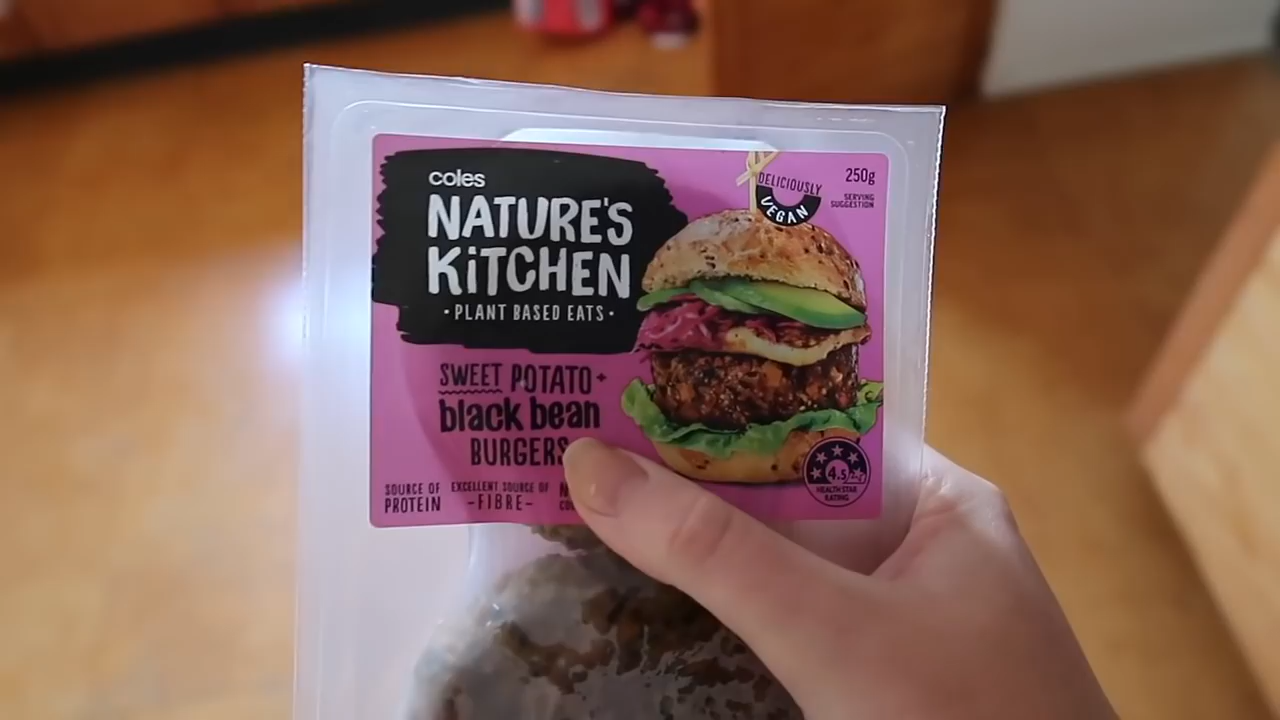 coles
NATURE'S
KiTCHEN
• PLANT BASED EATS •
DELICIOUSLY
VEGAN
250g
SERVING
SUGGESTION
SWEET POTATO +
black bean
BURGERS
SOURCE OF
PROTEIN
EXCELLENT SOURCE OF
-FIBRE-
4.5
HEALTH STAR
RATING